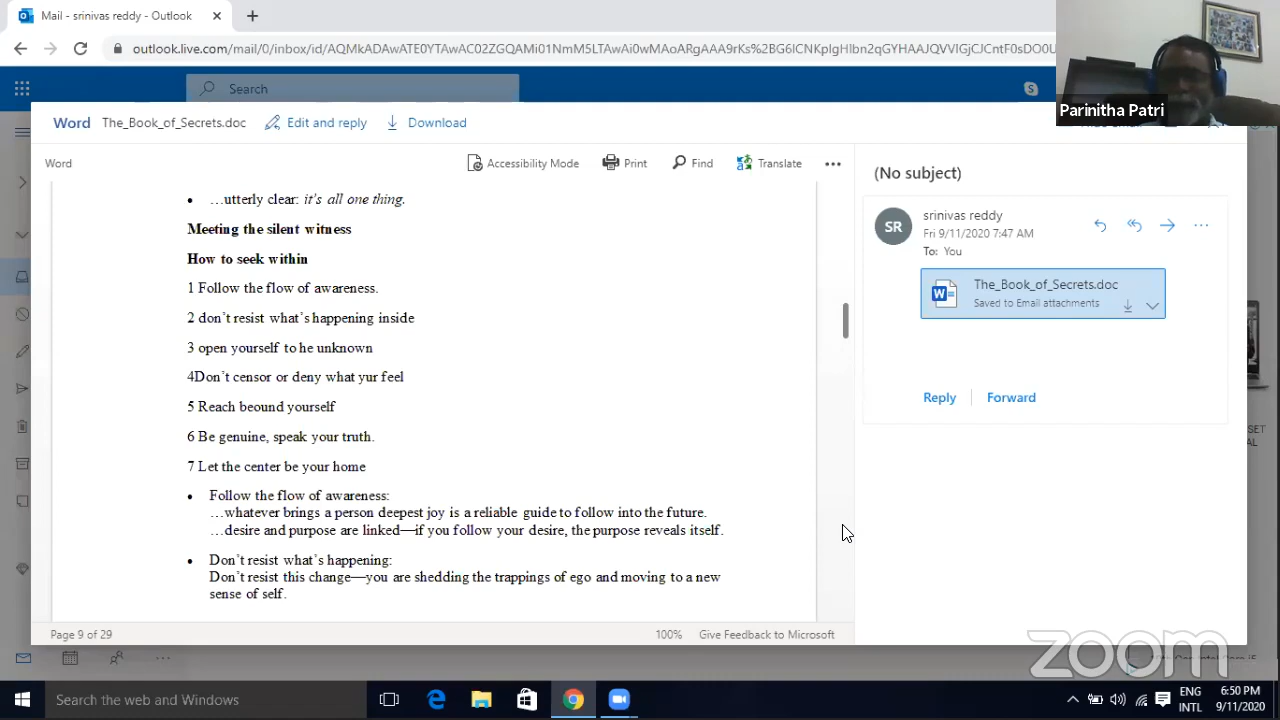 Mail - srinivas reddy - Outlook
outlook.live.com/mail/0/inbox/id/AQMkADAwATE0YTAwAC02ZGQAMi01NmM5LTAwAi0wMAoARgAAA9rKs%2BG6lCNKplgHlbn2qGYHAAJQVVIGjCJCntF0sDO0U
Parinitha Patri
Search
Word The_Book_of_Secrets.doc Edit and reply Download
Word Accessibility Mode Print Find Translate
(No subject)
…utterly clear: it's all one thing.
Meeting the silent witness
How to seek within
1 Follow the flow of awareness.
2 don't resist what's happening inside
3 open yourself to he unknown
4Don't censor or deny what yur feel
5 Reach beound yourself
6 Be genuine, speak your truth.
7 Let the center be your home
• Follow the flow of awareness:
…whatever brings a person deepest joy is a reliable guide to follow into the future.
…desire and purpose are linked—if you follow your desire, the purpose reveals itself.
• Don't resist what's happening:
Don't resist this change—you are shedding the trappings of ego and moving to a new
sense of self.
SR
srinivas reddy
Fri 9/11/2020 7:47 AM
To: You
The_Book_of_Secrets.doc
Saved to Email attachments
Reply Forward
Page 9 of 29 100% Give Feedback to Microsoft
zoom
Search the web and Windows
ENG
INTL
6:50 PM
9/11/2020